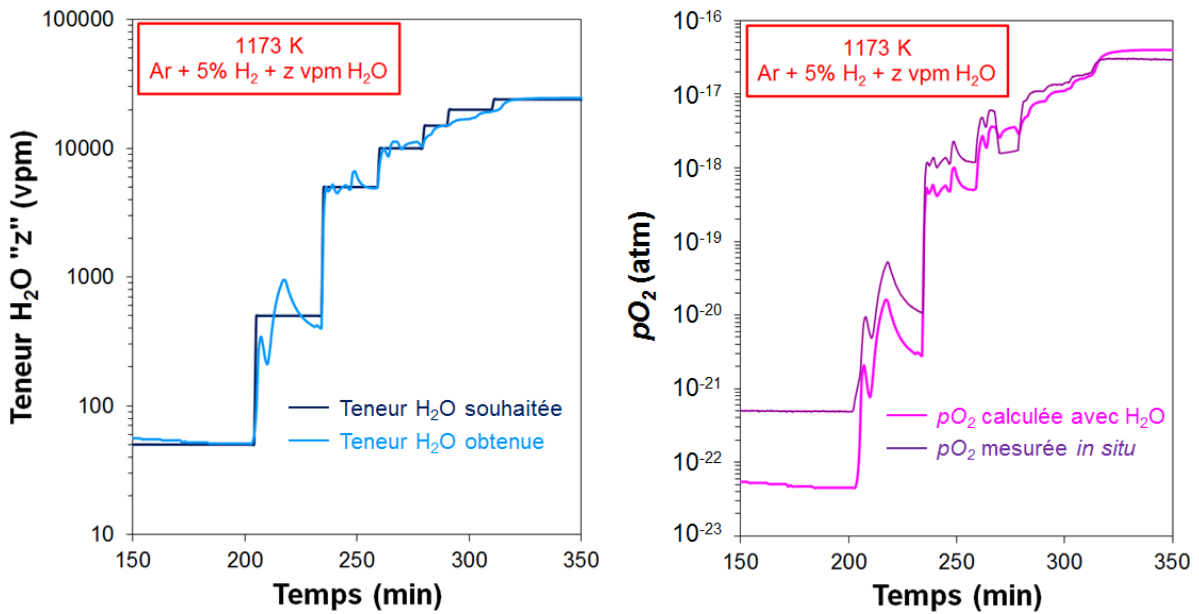 1173 K
Ar + 5% H₂ + z vpm H₂O
Teneur H₂O "z" (vpm)
100000
10000
1000
100
10
Teneur H₂O souhaitée
Teneur H₂O obtenue
150
200
250
300
350
Temps (min)
1173 K
Ar + 5% H₂ + z vpm H₂O
pO₂ (atm)
10⁻¹⁶
10⁻¹⁷
10⁻¹⁸
10⁻¹⁹
10⁻²⁰
10⁻²¹
10⁻²²
10⁻²³
pO₂ calculée avec H₂O
pO₂ mesurée in situ
150
200
250
300
350
Temps (min)